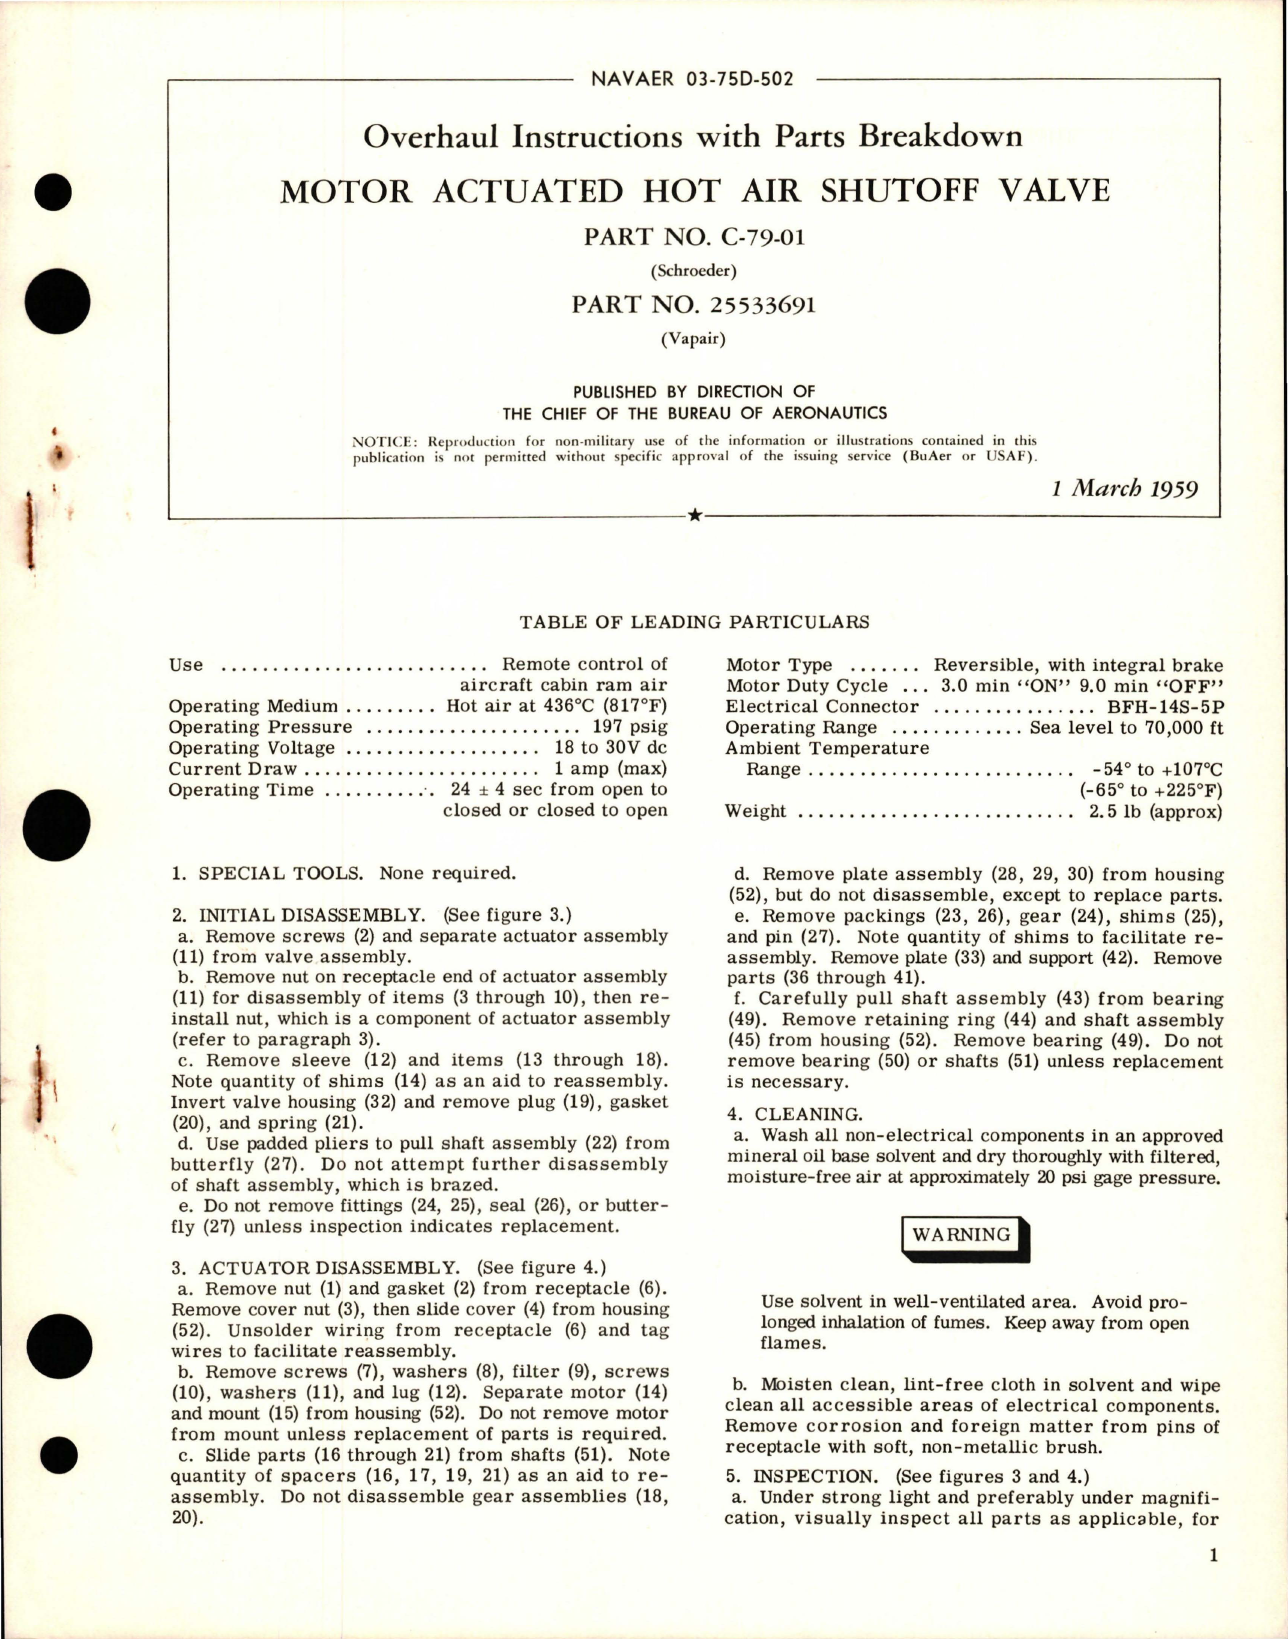 NAVAER 03-75D-502
Overhaul Instructions with Parts Breakdown
MOTOR ACTUATED HOT AIR SHUTOFF VALVE
PART NO. C-79-01
(Schroeder)
PART NO. 25533691
(Vapair)
PUBLISHED BY DIRECTION OF
THE CHIEF OF THE BUREAU OF AERONAUTICS
NOTICE: Reproduction for non-military use of the information or illustrations contained in this
publication is not permitted without specific approval of the issuing service (BuAer or USAF).
1 March 1959
TABLE OF LEADING PARTICULARS
Use .......................... Remote control of
aircraft cabin ram air
Operating Medium ......... Hot air at 436°C (817°F)
Operating Pressure ..................... 197 psig
Operating Voltage ................... 18 to 30V dc
Current Draw ....................... 1 amp (max)
Operating Time ........... 24 ± 4 sec from open to
closed or closed to open
Motor Type ....... Reversible, with integral brake
Motor Duty Cycle ... 3.0 min "ON" 9.0 min "OFF"
Electrical Connector ................ BFH-14S-5P
Operating Range ............. Sea level to 70,000 ft
Ambient Temperature
Range .......................... -54° to +107°C
(-65° to +225°F)
Weight ........................... 2.5 lb (approx)
1. SPECIAL TOOLS. None required.
2. INITIAL DISASSEMBLY. (See figure 3.)
a. Remove screws (2) and separate actuator assembly
(11) from valve assembly.
b. Remove nut on receptacle end of actuator assembly
(11) for disassembly of items (3 through 10), then re-
install nut, which is a component of actuator assembly
(refer to paragraph 3).
c. Remove sleeve (12) and items (13 through 18).
Note quantity of shims (14) as an aid to reassembly.
Invert valve housing (32) and remove plug (19), gasket
(20), and spring (21).
d. Use padded pliers to pull shaft assembly (22) from
butterfly (27). Do not attempt further disassembly
of shaft assembly, which is brazed.
e. Do not remove fittings (24, 25), seal (26), or butter-
fly (27) unless inspection indicates replacement.
3. ACTUATOR DISASSEMBLY. (See figure 4.)
a. Remove nut (1) and gasket (2) from receptacle (6).
Remove cover nut (3), then slide cover (4) from housing
(52). Unsolder wiring from receptacle (6) and tag
wires to facilitate reassembly.
b. Remove screws (7), washers (8), filter (9), screws
(10), washers (11), and lug (12). Separate motor (14)
and mount (15) from housing (52). Do not remove motor
from mount unless replacement of parts is required.
c. Slide parts (16 through 21) from shafts (51). Note
quantity of spacers (16, 17, 19, 21) as an aid to re-
assembly. Do not disassemble gear assemblies (18,
20).
d. Remove plate assembly (28, 29, 30) from housing
(52), but do not disassemble, except to replace parts.
e. Remove packings (23, 26), gear (24), shims (25),
and pin (27). Note quantity of shims to facilitate re-
assembly. Remove plate (33) and support (42). Remove
parts (36 through 41).
f. Carefully pull shaft assembly (43) from bearing
(49). Remove retaining ring (44) and shaft assembly
(45) from housing (52). Remove bearing (49). Do not
remove bearing (50) or shafts (51) unless replacement
is necessary.
4. CLEANING.
a. Wash all non-electrical components in an approved
mineral oil base solvent and dry thoroughly with filtered,
moisture-free air at approximately 20 psi gage pressure.
WARNING
Use solvent in well-ventilated area. Avoid pro-
longed inhalation of fumes. Keep away from open
flames.
b. Moisten clean, lint-free cloth in solvent and wipe
clean all accessible areas of electrical components.
Remove corrosion and foreign matter from pins of
receptacle with soft, non-metallic brush.
5. INSPECTION. (See figures 3 and 4.)
a. Under strong light and preferably under magnifi-
cation, visually inspect all parts as applicable, for
1